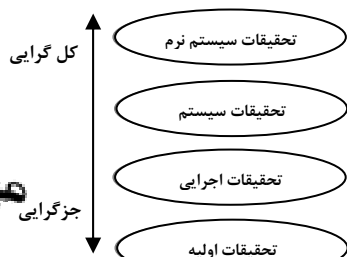 تحقیقات سیستم نرم
کل گرایی
تحقیقات سیستم
تحقیقات اجرایی
جزگرایی
تحقیقات اولیه